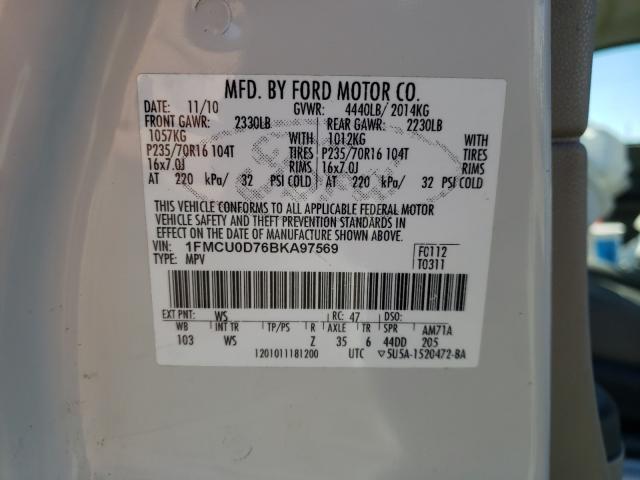 MFD. BY FORD MOTOR CO.
DATE: 11/10 GVWR: 4440LB/ 2014KG
FRONT GAWR: 2330LB REAR GAWR: 2230LB
1057KG WITH 1012KG WITH
P235/70R16 104T TIRES P235/70R16 104T TIRES
16x7.0J RIMS 16x7.0J RIMS
AT 220 kPa/ 32 PSI COLD AT 220 kPa/ 32 PSI COLD
THIS VEHICLE CONFORMS TO ALL APPLICABLE FEDERAL MOTOR
VEHICLE SAFETY AND THEFT PREVENTION STANDARDS IN
EFFECT ON THE DATE OF MANUFACTURE SHOWN ABOVE.
VIN: 1FMCU0D76BKA97569 F0112
TYPE: MPV T0311
EXT PNT: WS RC: 47 DSO:
WB INT TR TP/PS R AXLE TR SPR AM71A
103 WS Z 35 6 44DD 205
1201011181200 UTC ▽5U5A-1520472-BA